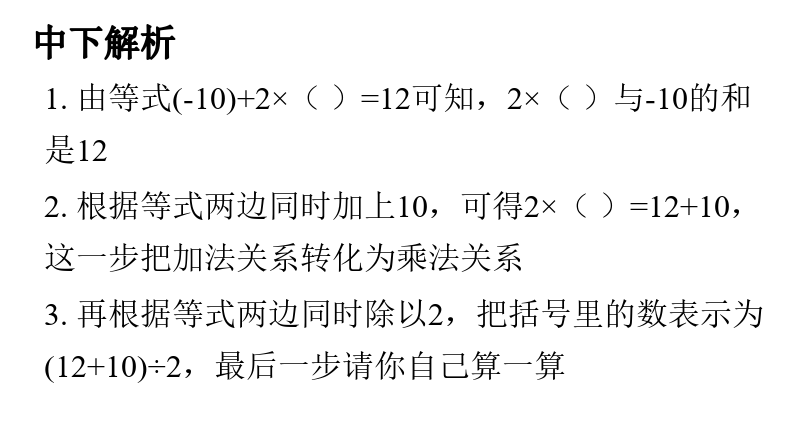 中下解析
1. 由等式(-10)+2×（ ）=12可知，2×（ ）与-10的和
是12
2. 根据等式两边同时加上10，可得2×（ ）=12+10，
这一步把加法关系转化为乘法关系
3. 再根据等式两边同时除以2，把括号里的数表示为
(12+10)÷2，最后一步请你自己算一算